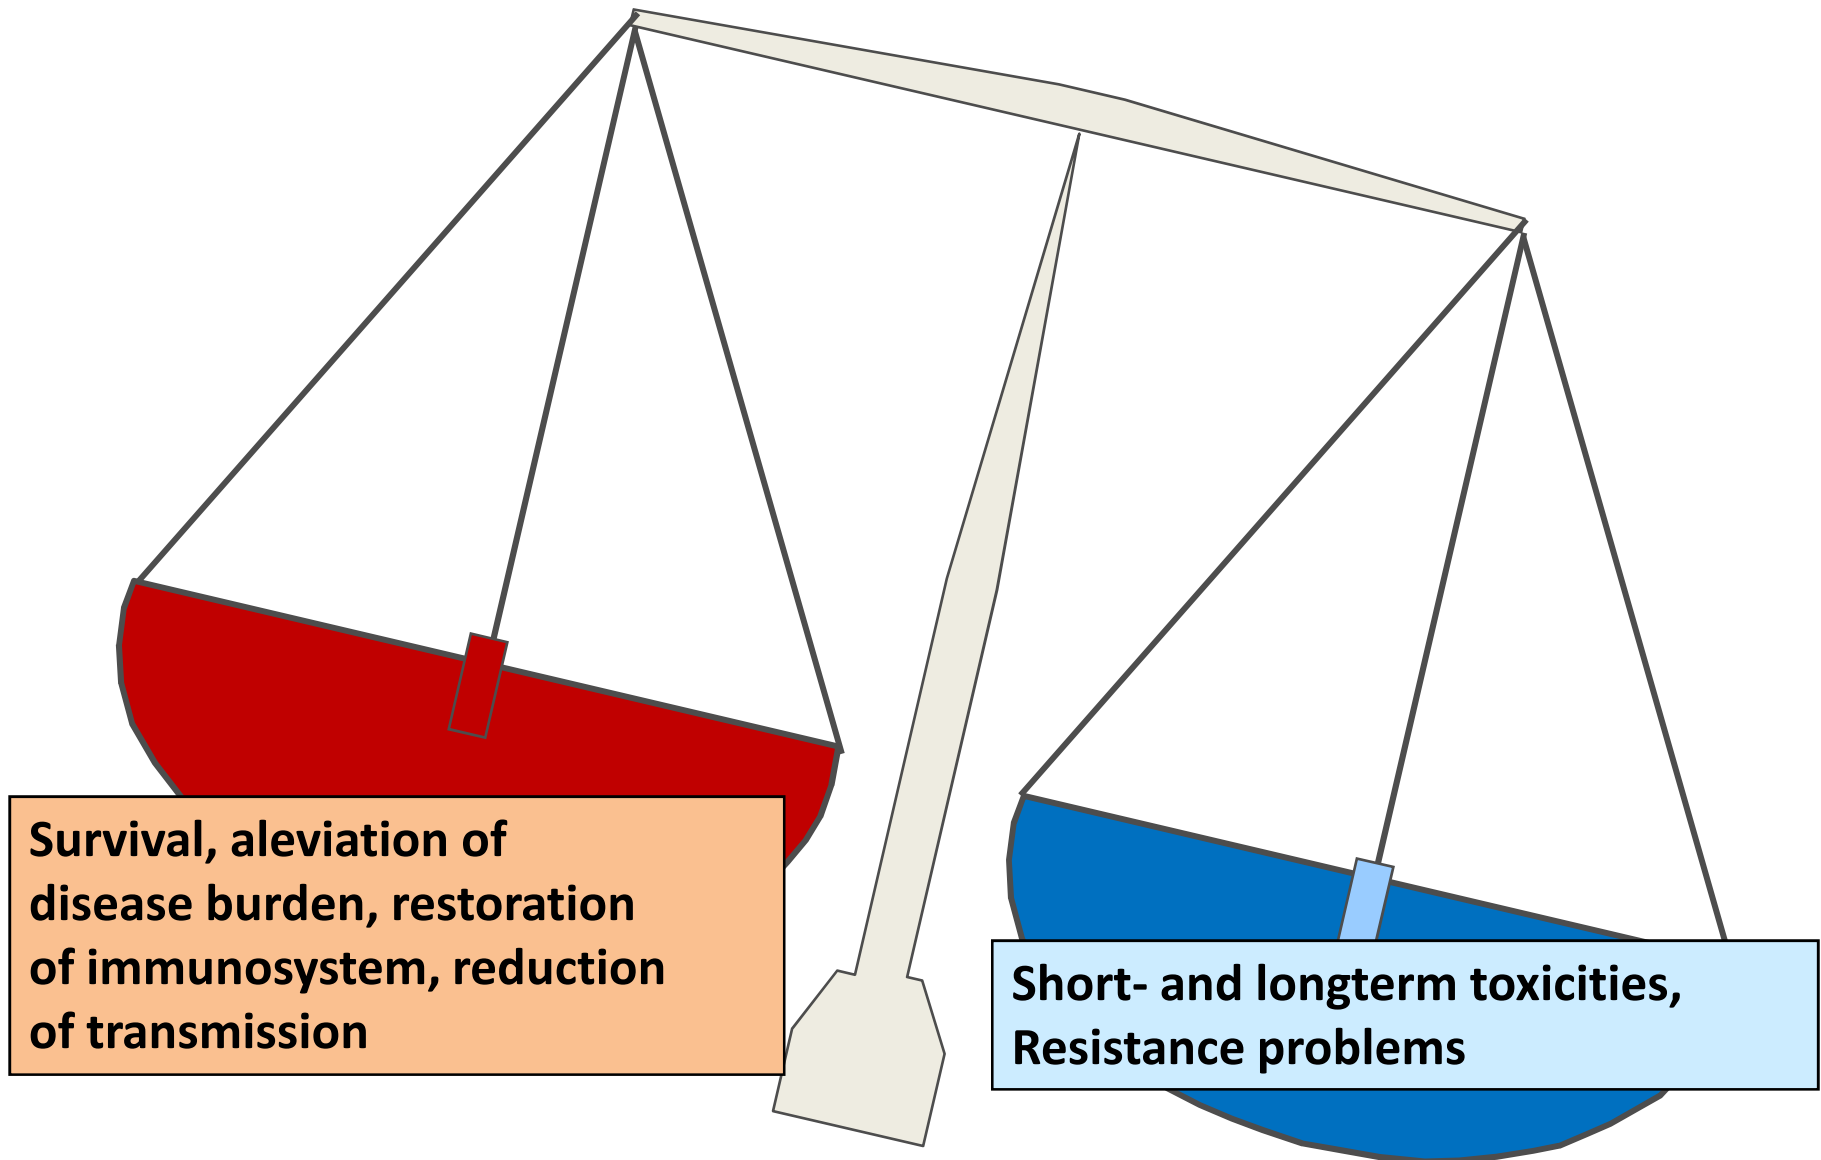 Survival, aleviation of
disease burden, restoration
of immunosystem, reduction
of transmission
Short- and longterm toxicities,
Resistance problems